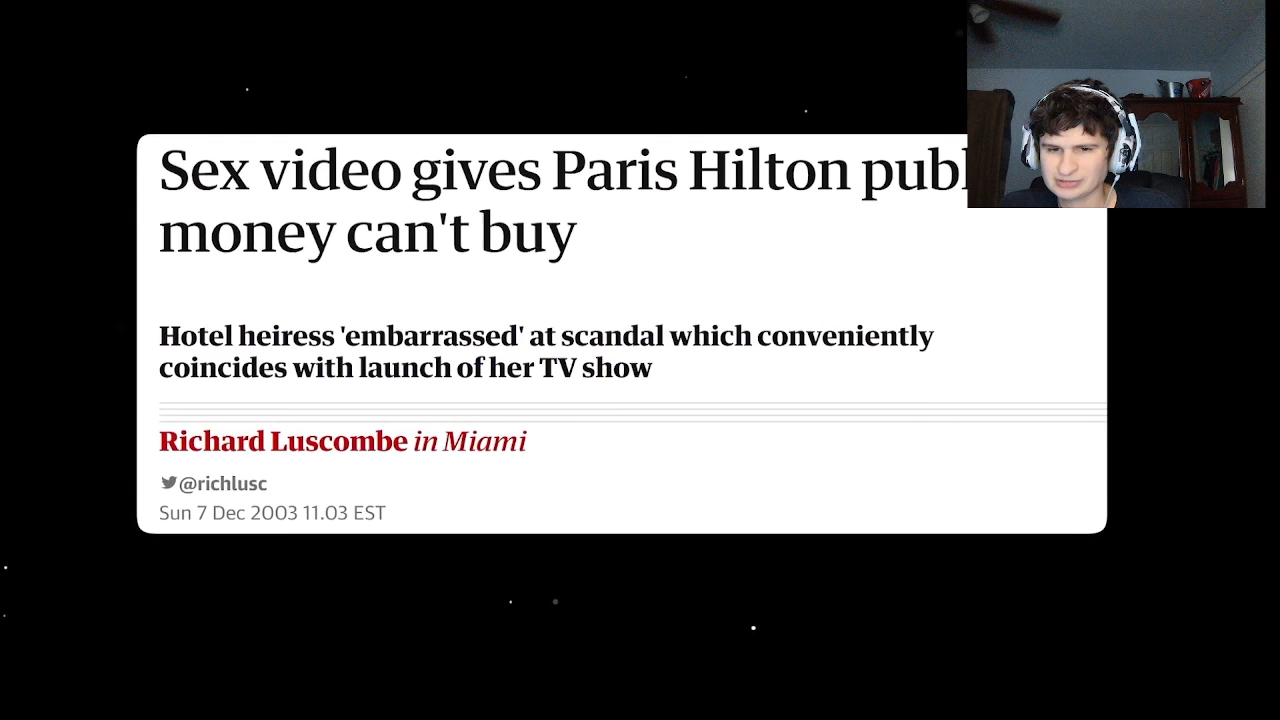 Sex video gives Paris Hilton
money can't buy
Hotel heiress 'embarrassed' at scandal which conveniently
coincides with launch of her TV show
Richard Luscombe in Miami
@richlusc
Sun 7 Dec 2003 11.03 EST